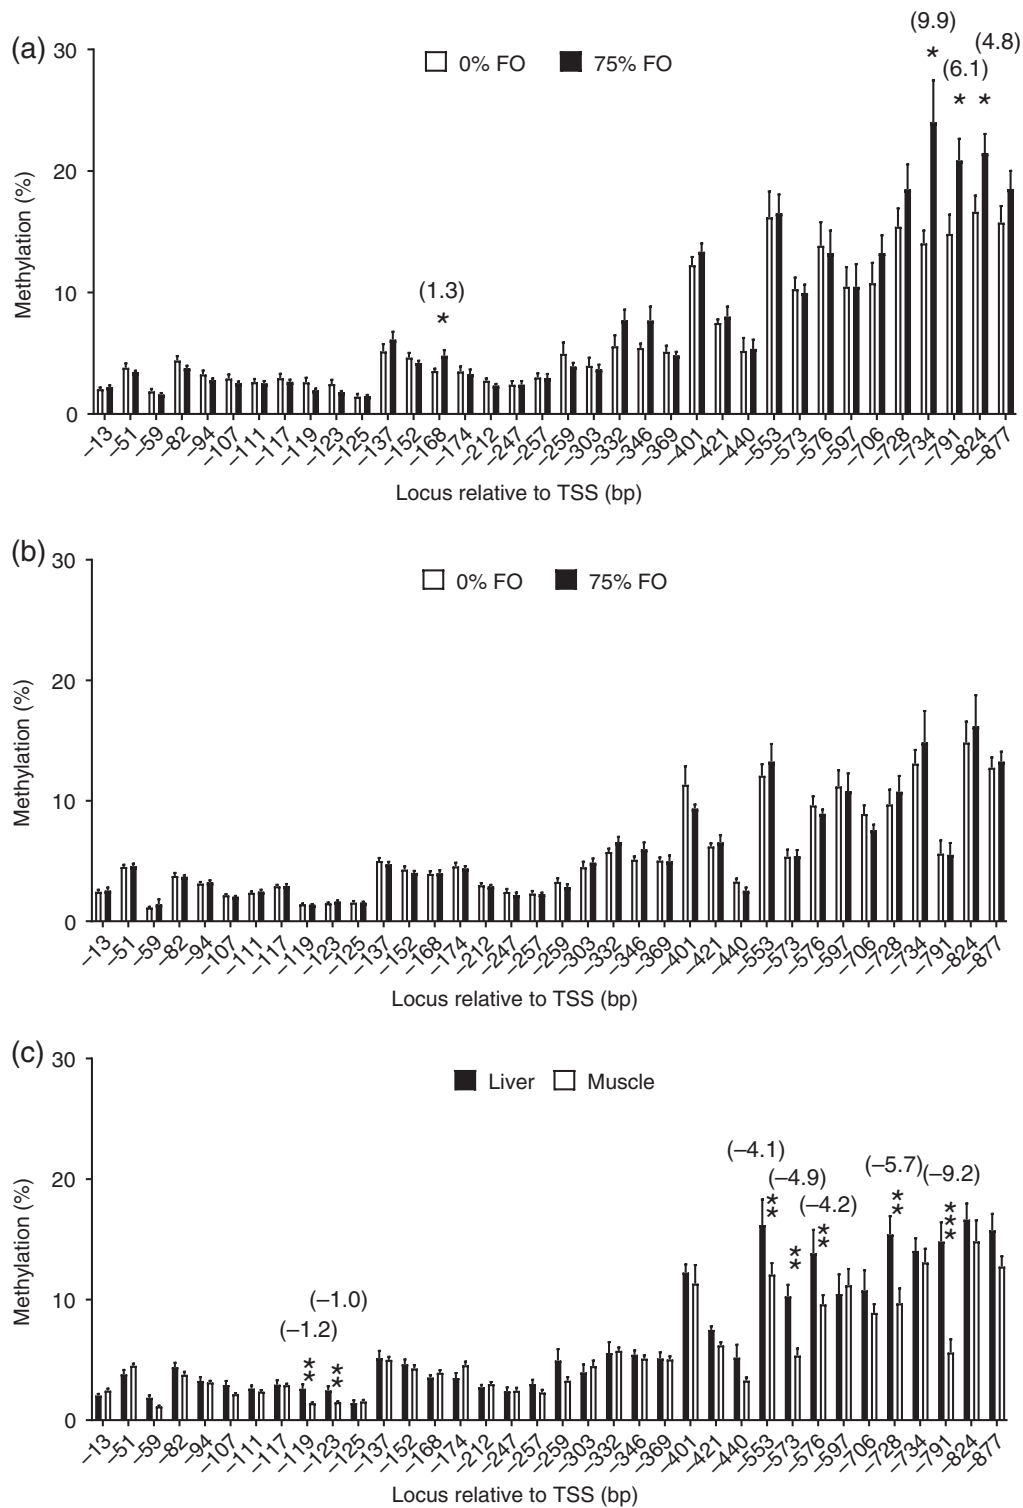 (9.9)
(4.8)
(a)
30
0% FO
75% FO
*
(6.1)
* *
20
Methylation (%)
10
(1.3)
*
0
–13 –51 –59 –82 –94 –107 –111 –117 –119 –123 –125 –137 –152 –168 –174 –212 –247 –257 –259 –303 –332 –346 –369 –401 –421 –440 –553 –573 –576 –597 –706 –728 –734 –791 –824 –877
Locus relative to TSS (bp)
(b)
30
0% FO
75% FO
20
Methylation (%)
10
0
–13 –51 –59 –82 –94 –107 –111 –117 –119 –123 –125 –137 –152 –168 –174 –212 –247 –257 –259 –303 –332 –346 –369 –401 –421 –440 –553 –573 –576 –597 –706 –728 –734 –791 –824 –877
Locus relative to TSS (bp)
(c)
30
Liver
Muscle
20
Methylation (%)
10
0
(–4.1)
(–4.9)
(–4.2)
(–5.7)
(–9.2)
** ** ** ** ***
(–1.0)
(–1.2)
** **
–13 –51 –59 –82 –94 –107 –111 –117 –119 –123 –125 –137 –152 –168 –174 –212 –247 –257 –259 –303 –332 –346 –369 –401 –421 –440 –553 –573 –576 –597 –706 –728 –734 –791 –824 –877
Locus relative to TSS (bp)